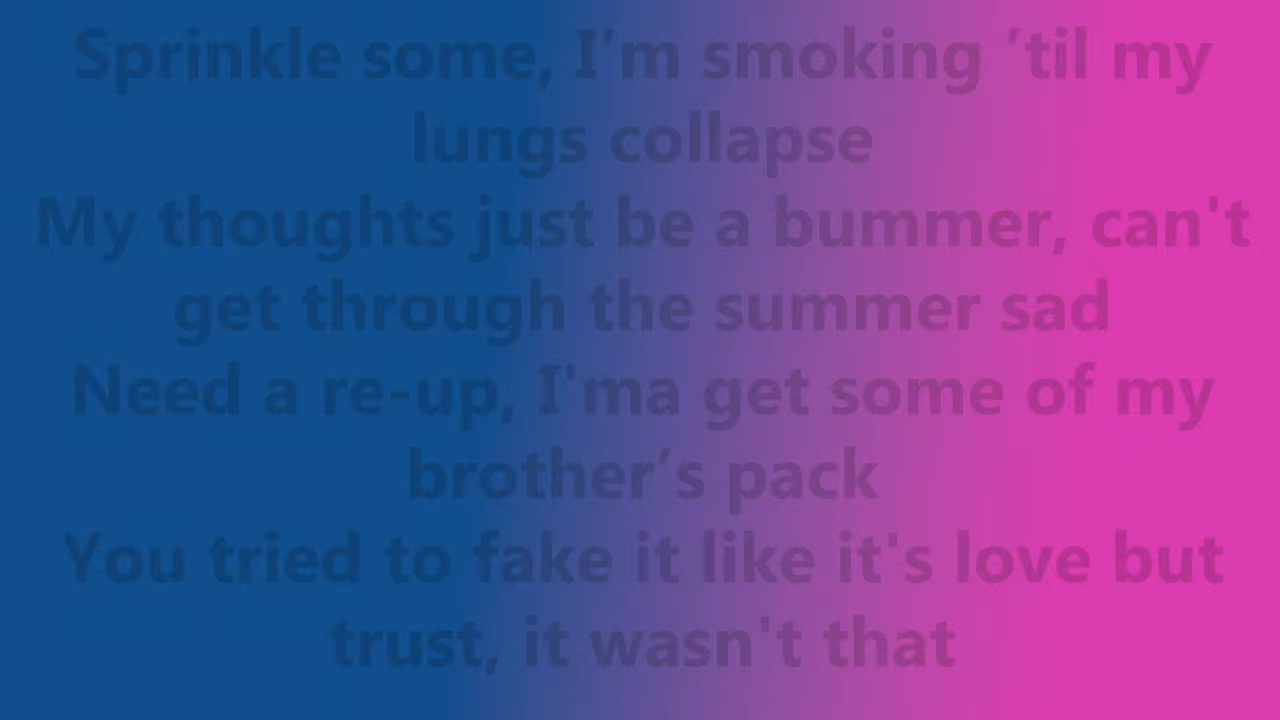 Sprinkle some, I’m smoking ’til my
lungs collapse
My thoughts just be a bummer, can't
get through the summer sad
Need a re-up, I'ma get some of my
brother’s pack
You tried to fake it like it's love but
trust, it wasn't that